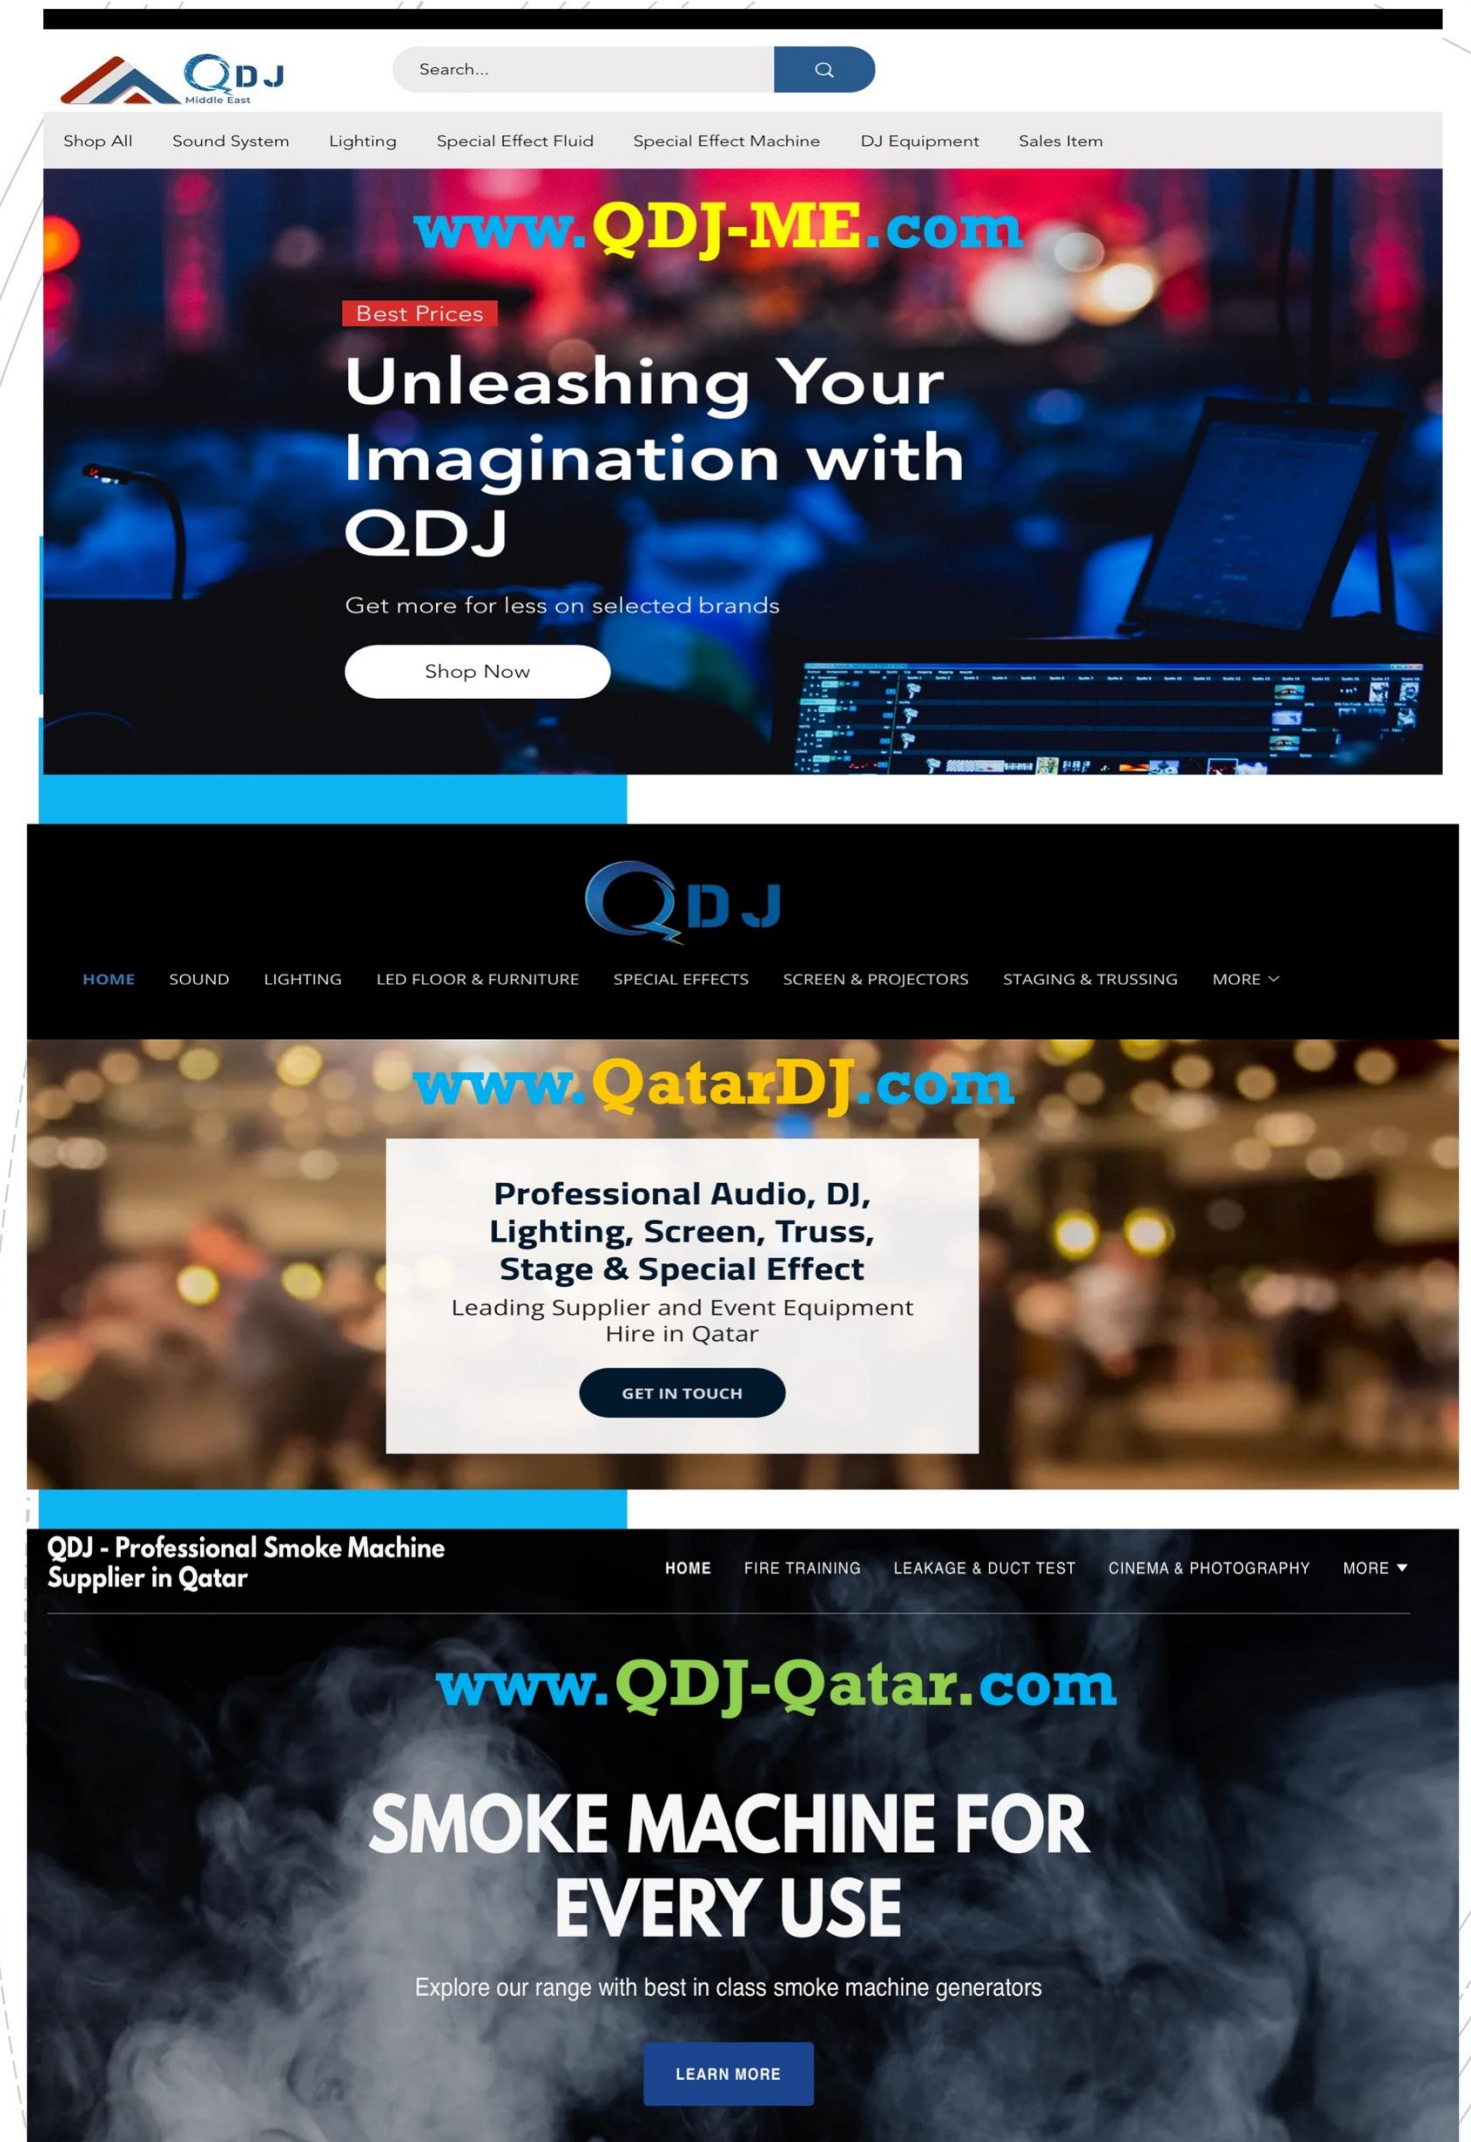 QDJ
Middle East
Search...
Shop All Sound System Lighting Special Effect Fluid Special Effect Machine DJ Equipment Sales Item
www.QDJ-ME.com
Best Prices
Unleashing Your
Imagination with
QDJ
Get more for less on selected brands
Shop Now
QDJ
HOME SOUND LIGHTING LED FLOOR & FURNITURE SPECIAL EFFECTS SCREEN & PROJECTORS STAGING & TRUSSING MORE
www.QatarDJ.com
Professional Audio, DJ,
Lighting, Screen, Truss,
Stage & Special Effect
Leading Supplier and Event Equipment
Hire in Qatar
GET IN TOUCH
QDJ - Professional Smoke Machine
Supplier in Qatar
HOME FIRE TRAINING LEAKAGE & DUCT TEST CINEMA & PHOTOGRAPHY MORE
www.QDJ-Qatar.com
SMOKE MACHINE FOR
EVERY USE
Explore our range with best in class smoke machine generators
LEARN MORE